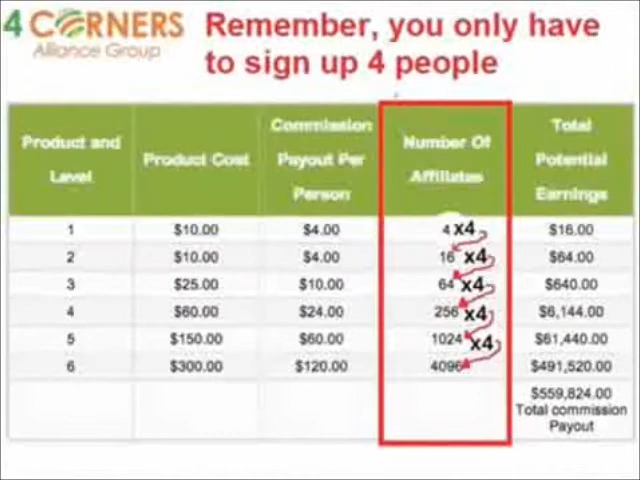 4 CORNERS
Alliance Group
Remember, you only have
to sign up 4 people
Product and Level	Product Cost	Commission Payout Per Person	Number Of Affiliates	Total Potential Earnings
1	$10.00	$4.00	4 x4	$16.00
2	$10.00	$4.00	16 x4	$64.00
3	$25.00	$10.00	64 x4	$640.00
4	$60.00	$24.00	256 x4	$6,144.00
5	$150.00	$60.00	1024 x4	$61,440.00
6	$300.00	$120.00	4096	$491,520.00
$559,824.00
Total commission
Payout